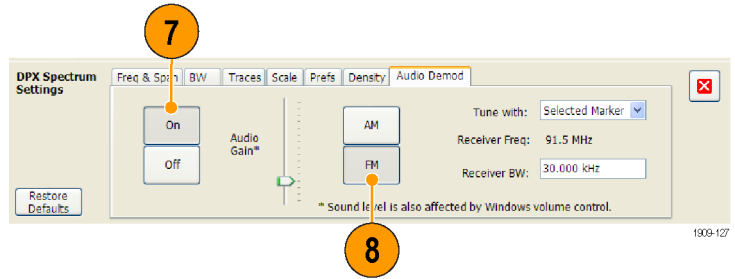 7
DPX Spectrum
Settings
Freq & Span BW Traces Scale Prefs Density Audio Demod
On
Off
Audio
Gain*
AM
FM
Tune with: Selected Marker
Receiver Freq: 91.5 MHz
Receiver BW: 30.000 kHz
* Sound level is also affected by Windows volume control.
Restore
Defaults
8
1909-127